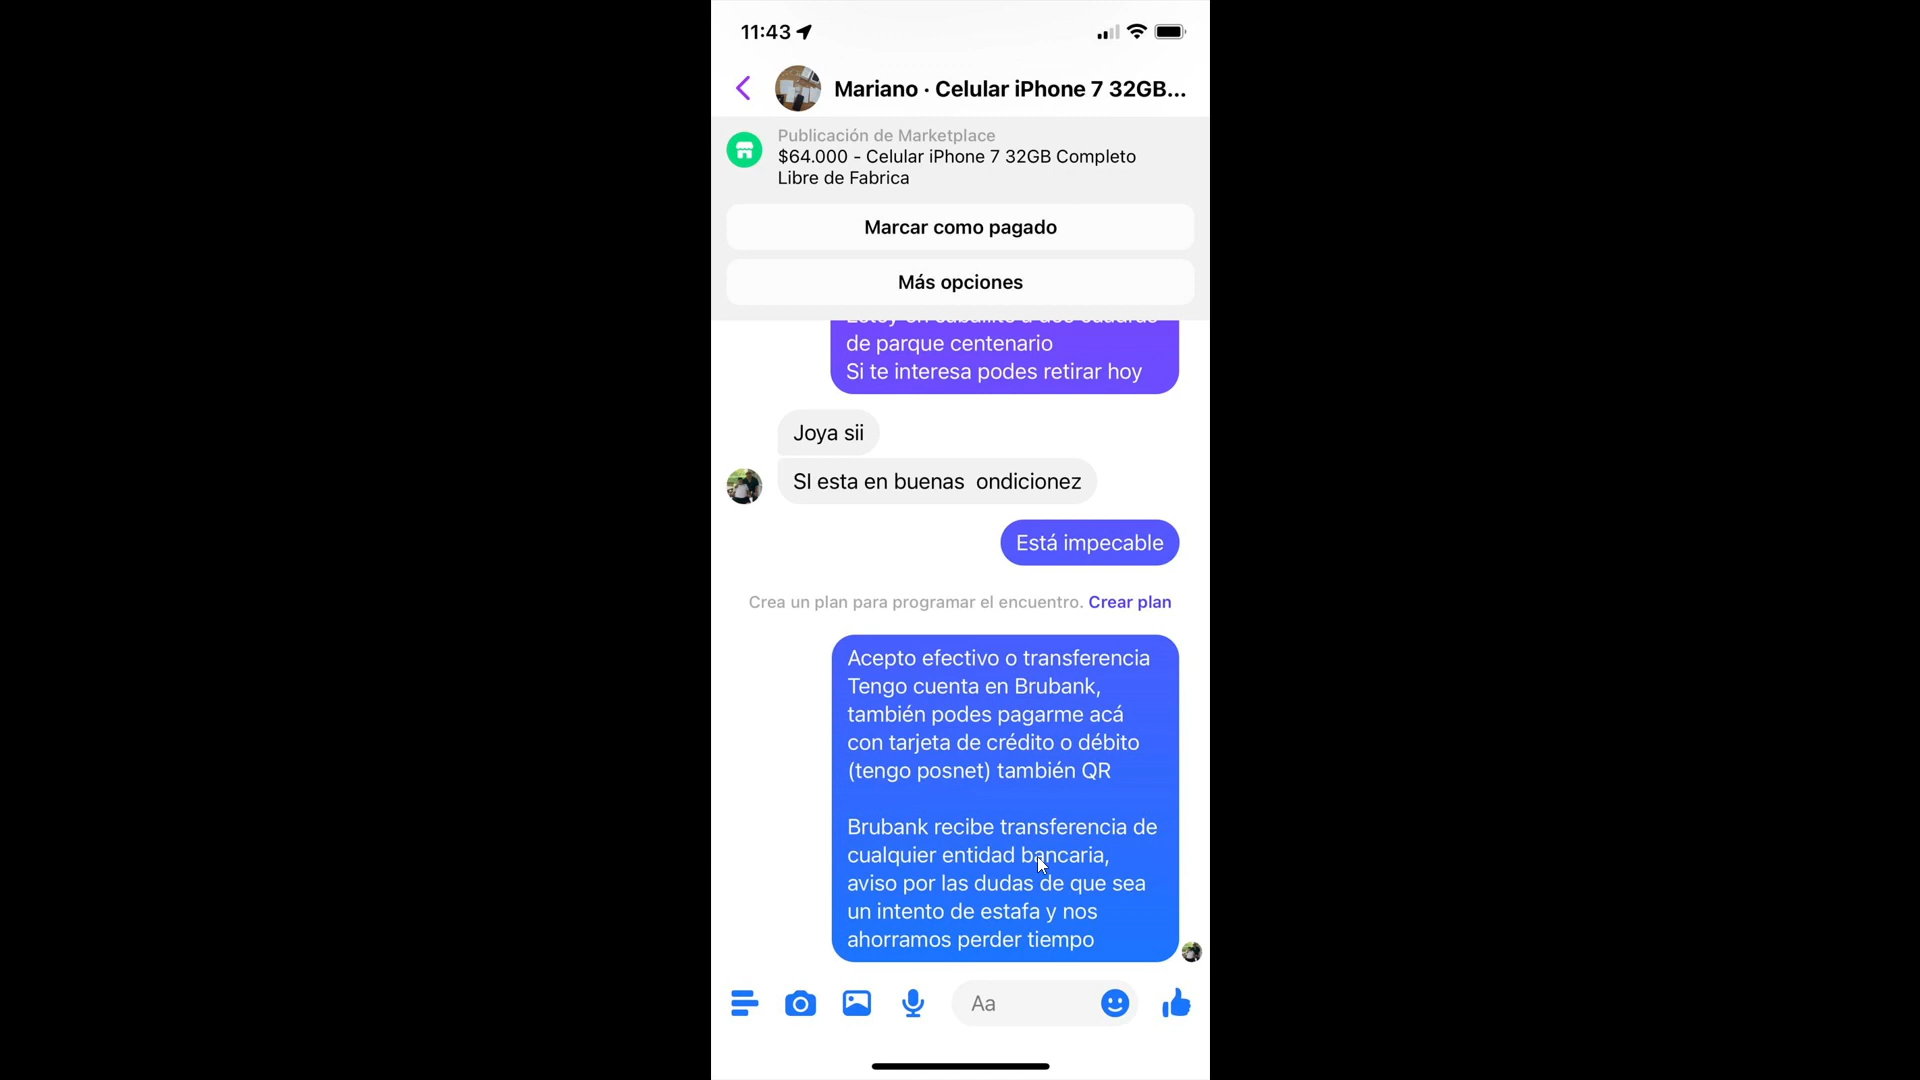 11:43
Mariano · Celular iPhone 7 32GB...
Publicación de Marketplace
$64.000 - Celular iPhone 7 32GB Completo
Libre de Fabrica
Marcar como pagado
Más opciones
de parque centenario
Si te interesa podes retirar hoy
Joya sii
SI esta en buenas  ondicionez
Está impecable
Crea un plan para programar el encuentro. Crear plan
Acepto efectivo o transferencia
Tengo cuenta en Brubank,
también podes pagarme acá
con tarjeta de crédito o débito
(tengo posnet) también QR
Brubank recibe transferencia de
cualquier entidad bancaria,
aviso por las dudas de que sea
un intento de estafa y nos
ahorramos perder tiempo
Aa